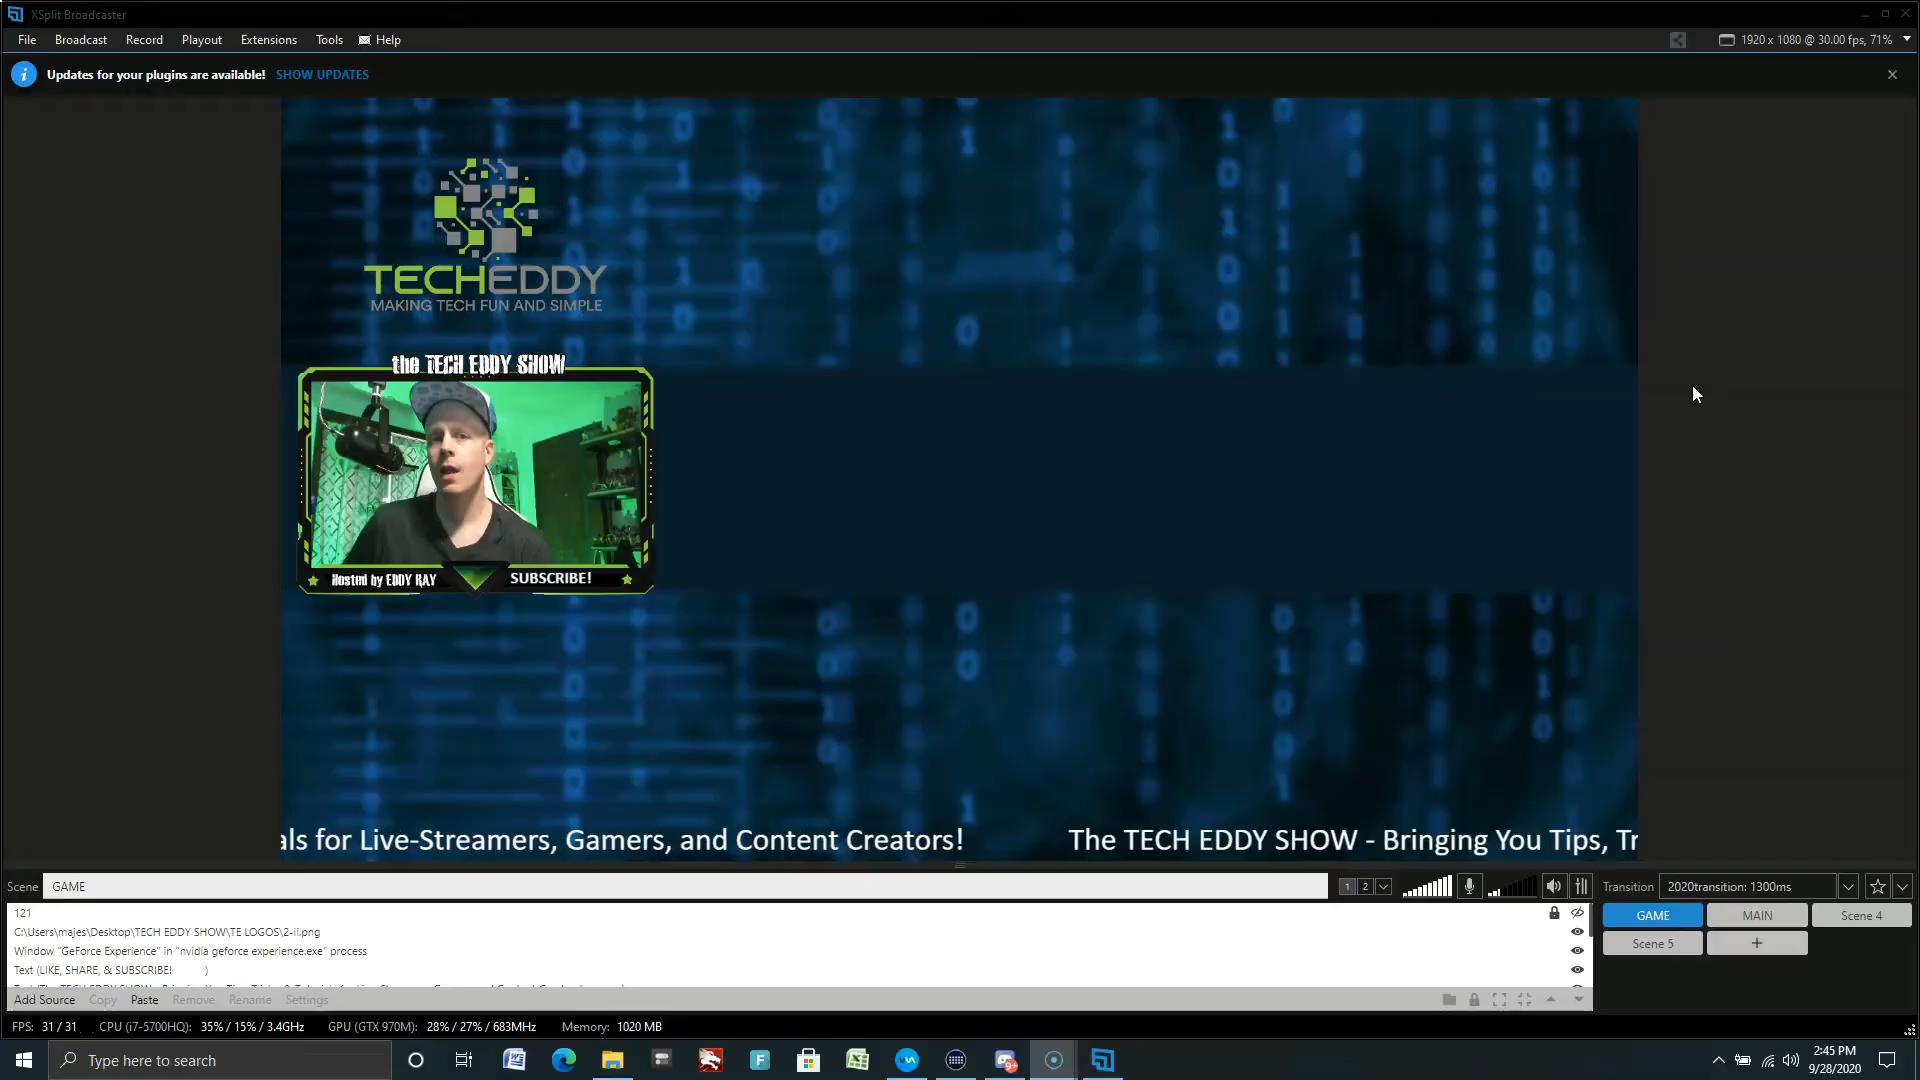 XSplit Broadcaster
File Broadcast Record Playout Extensions Tools Help
1920 x 1080 @ 30.00 fps, 71%
Updates for your plugins are available! SHOW UPDATES
TECHEDDY
MAKING TECH FUN AND SIMPLE
the TECH EDDY SHOW
Hosted by EDDY RAY
SUBSCRIBE!
als for Live-Streamers, Gamers, and Content Creators! The TECH EDDY SHOW - Bringing You Tips, Tr
Scene GAME
1 2
Transition 2020transition: 1300ms
121
C:\Users\majes\Desktop\TECH EDDY SHOW\TE LOGOS\2-ii.png
Window "GeForce Experience" in "nvidia geforce experience.exe" process
Text (LIKE, SHARE, & SUBSCRIBE! )
GAME MAIN Scene 4
Scene 5 +
Add Source Copy Paste Remove Rename Settings
FPS: 31 / 31 CPU (i7-5700HQ): 35% / 15% / 3.4GHz GPU (GTX 970M): 28% / 27% / 683MHz Memory: 1020 MB
Type here to search
2:45 PM
9/28/2020